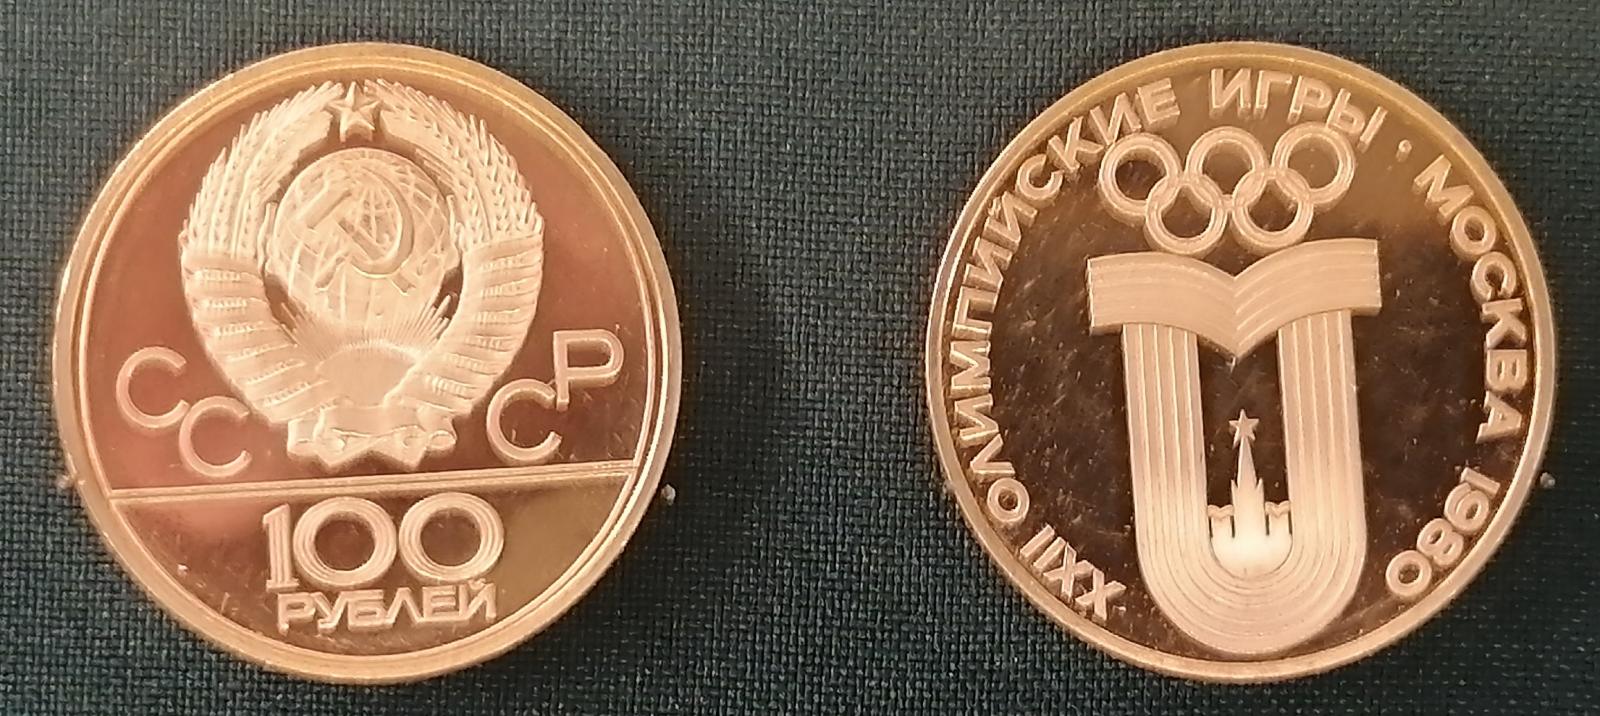 СССР
100
РУБЛЕЙ
XXII ОЛИМПИЙСКИЕ ИГРЫ · МОСКВА 1980